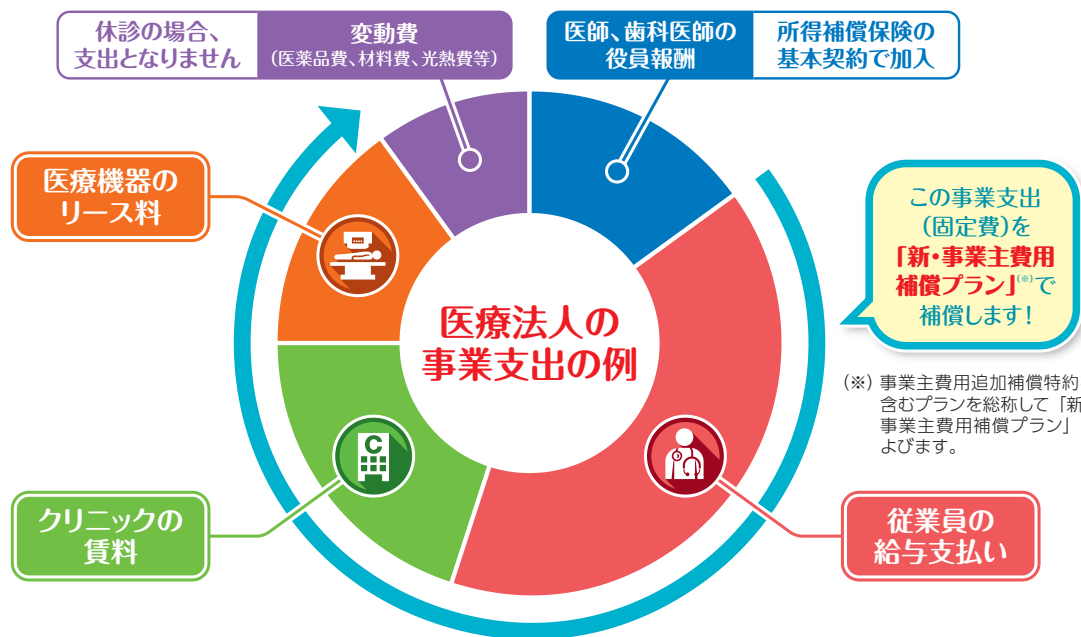 休診の場合、
支出となりません
変動費
(医薬品費、材料費、光熱費等)
医師、歯科医師の
役員報酬
所得補償保険の
基本契約で加入
医療機器の
リース料
この事業支出
(固定費)を
「新・事業主費用
補償プラン」(※)で
補償します!
医療法人の
事業支出の例
(※) 事業主費用追加補償特約
含むプランを総称して「新
事業主費用補償プラン」
よびます。
C
クリニックの
賃料
従業員の
給与支払い